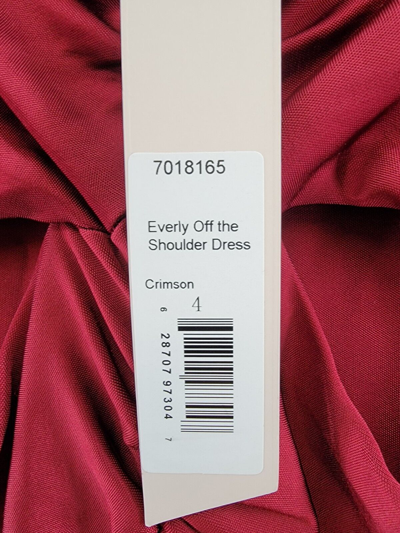 7018165
Everly Off the
Shoulder Dress
Crimson
4
6 28707 97304 7